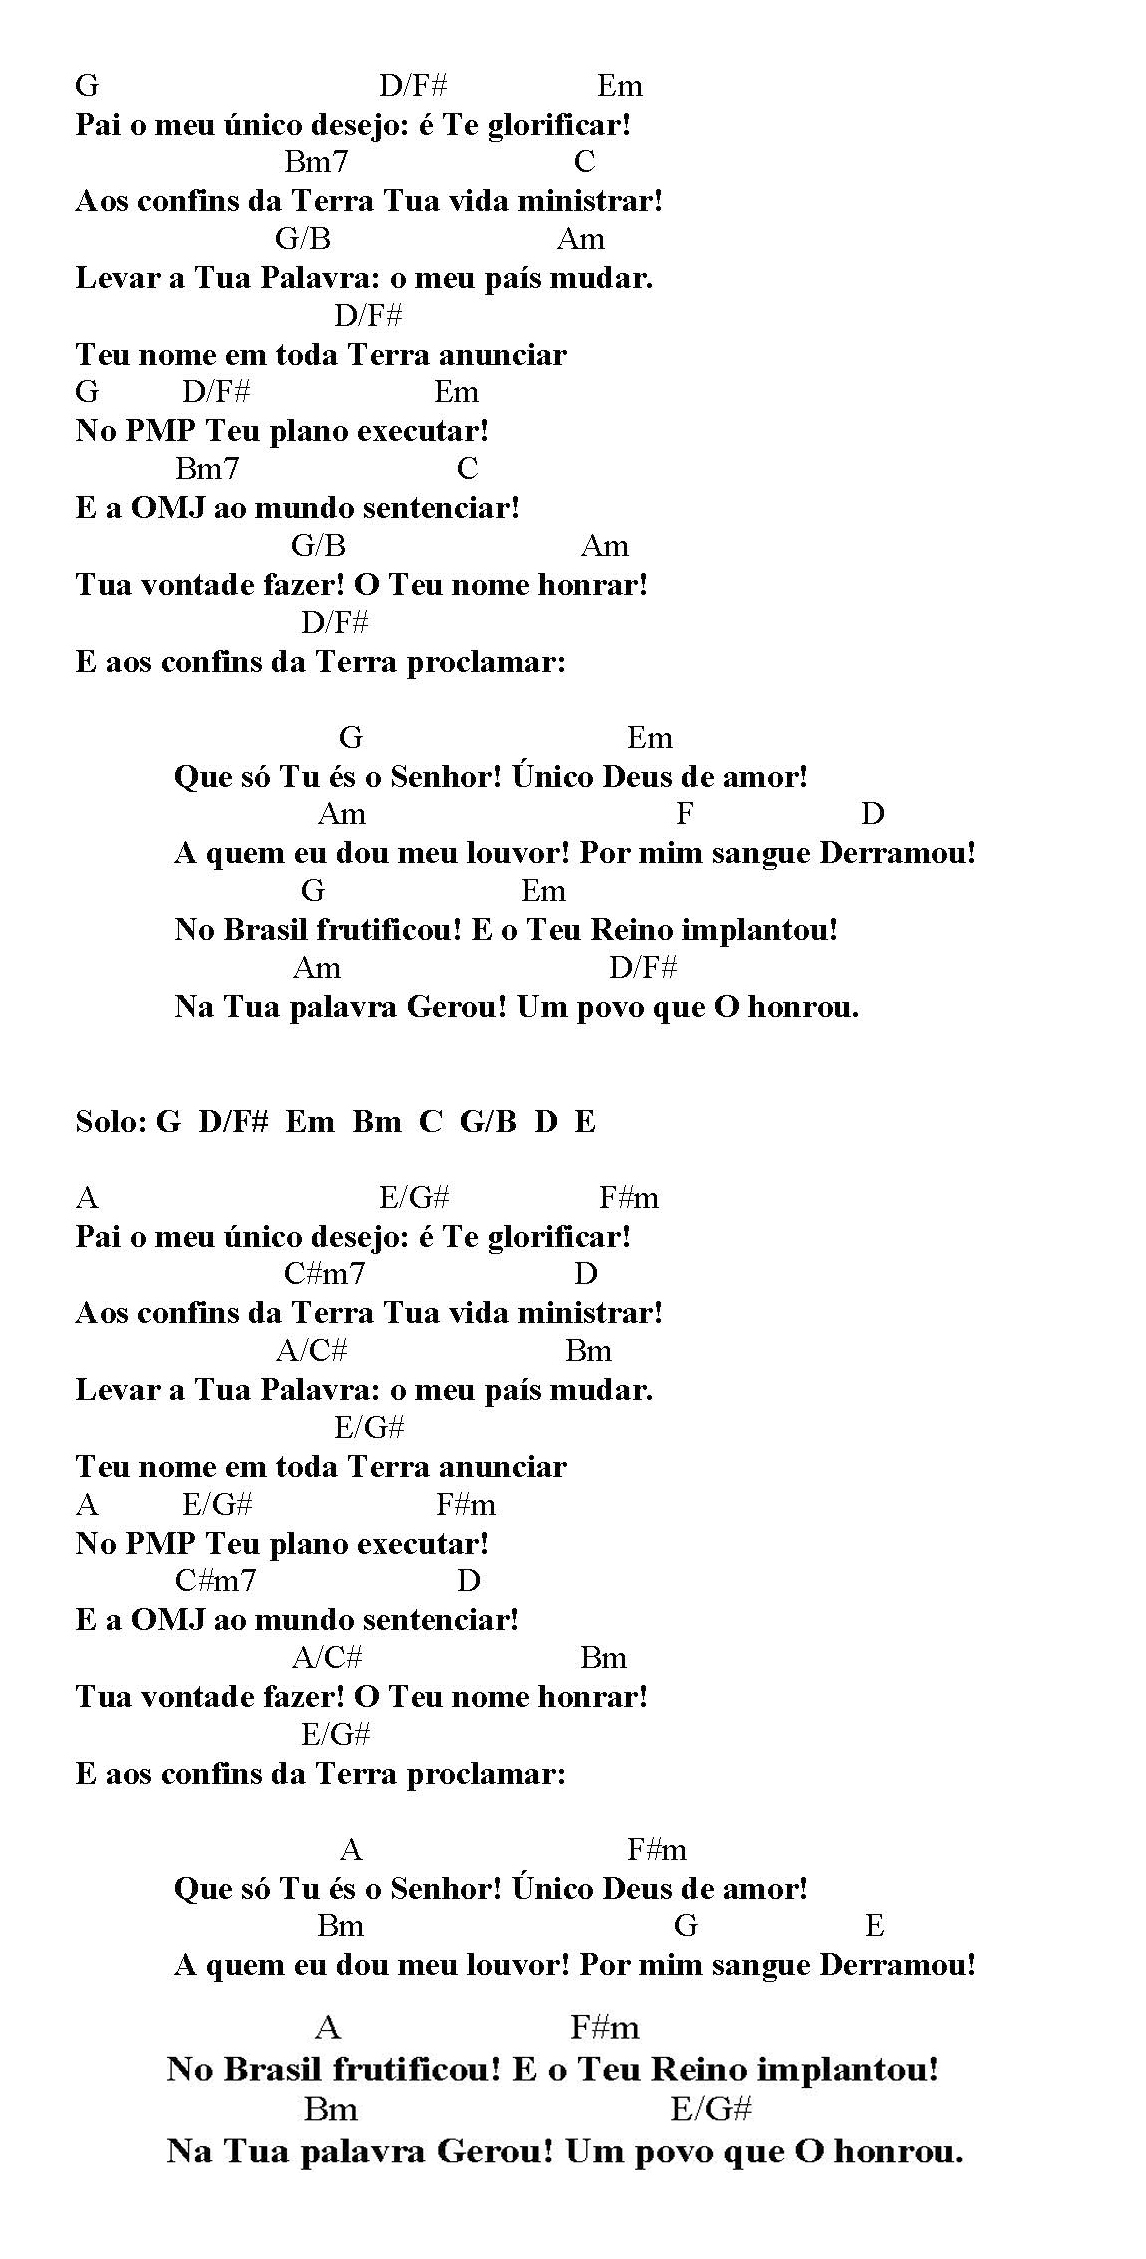 G D/F# Em
Pai o meu único desejo: é Te glorificar!
Bm7 C
Aos confins da Terra Tua vida ministrar!
G/B Am
Levar a Tua Palavra: o meu país mudar.
D/F#
Teu nome em toda Terra anunciar
G D/F# Em
No PMP Teu plano executar!
Bm7 C
E a OMJ ao mundo sentenciar!
G/B Am
Tua vontade fazer! O Teu nome honrar!
D/F#
E aos confins da Terra proclamar:
G Em
Que só Tu és o Senhor! Único Deus de amor!
Am F D
A quem eu dou meu louvor! Por mim sangue Derramou!
G Em
No Brasil frutificou! E o Teu Reino implantou!
Am D/F#
Na Tua palavra Gerou! Um povo que O honrou.
Solo: G D/F# Em Bm C G/B D E
A E/G# F#m
Pai o meu único desejo: é Te glorificar!
C#m7 D
Aos confins da Terra Tua vida ministrar!
A/C# Bm
Levar a Tua Palavra: o meu país mudar.
E/G#
Teu nome em toda Terra anunciar
A E/G# F#m
No PMP Teu plano executar!
C#m7 D
E a OMJ ao mundo sentenciar!
A/C# Bm
Tua vontade fazer! O Teu nome honrar!
E/G#
E aos confins da Terra proclamar:
A F#m
Que só Tu és o Senhor! Único Deus de amor!
Bm G E
A quem eu dou meu louvor! Por mim sangue Derramou!
A F#m
No Brasil frutificou! E o Teu Reino implantou!
Bm E/G#
Na Tua palavra Gerou! Um povo que O honrou.